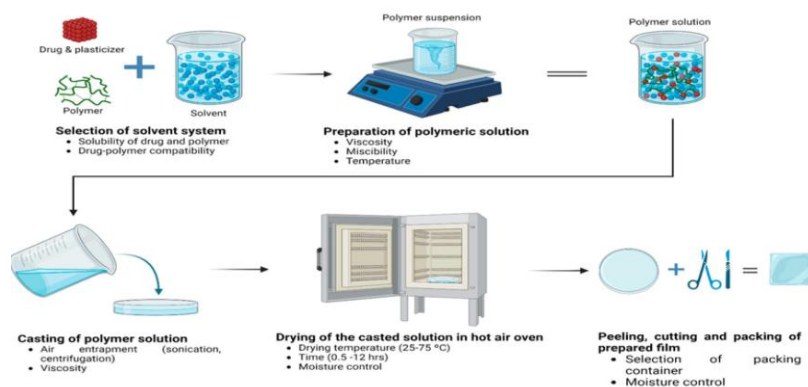 Drug & plasticizer
Polymer
Solvent
Selection of solvent system
• Solubility of drug and polymer
• Drug-polymer compatibility
Polymer suspension
Preparation of polymeric solution
• Viscosity
• Miscibility
• Temperature
Polymer solution
Casting of polymer solution
• Air entrapment (sonication,
centrifugation)
• Viscosity
Drying of the casted solution in hot air oven
• Drying temperature (25-75 ºC)
• Time (0.5 -12 hrs)
• Moisture control
Peeling, cutting and packing of
prepared film
• Selection of packing
container
• Moisture control